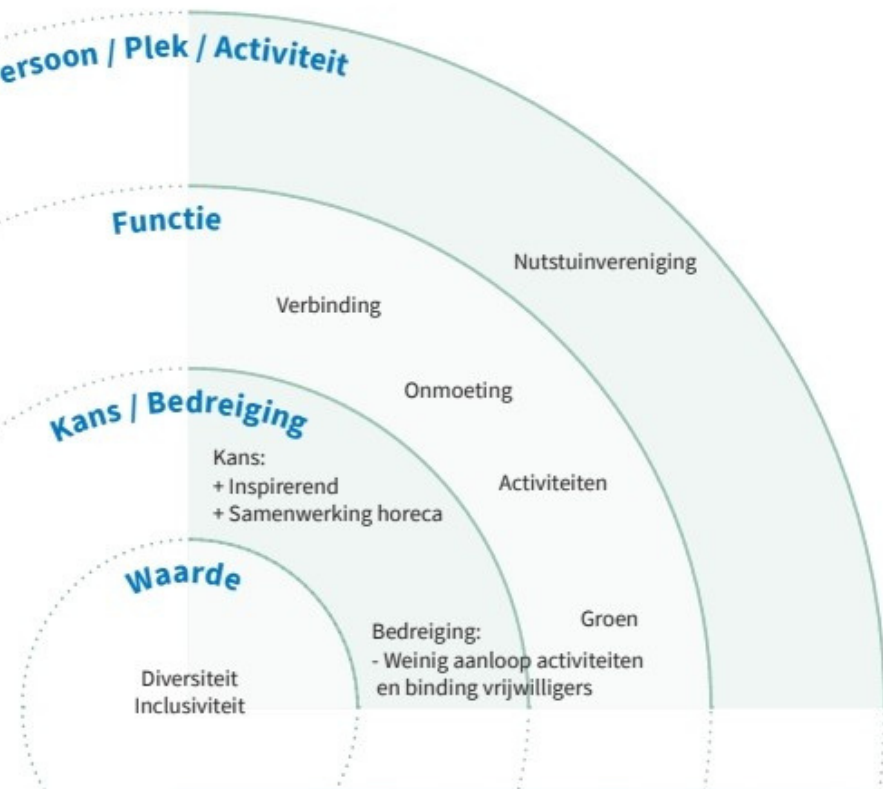 ersoon / Plek / Activiteit
Functie
Nutstuinvereniging
Verbinding
Onmoeting
Kans / Bedreiging
Kans:
+ Inspirerend
+ Samenwerking horeca
Activiteiten
Waarde
Groen
Bedreiging:
- Weinig aanloop activiteiten
en binding vrijwilligers
Diversiteit
Inclusiviteit